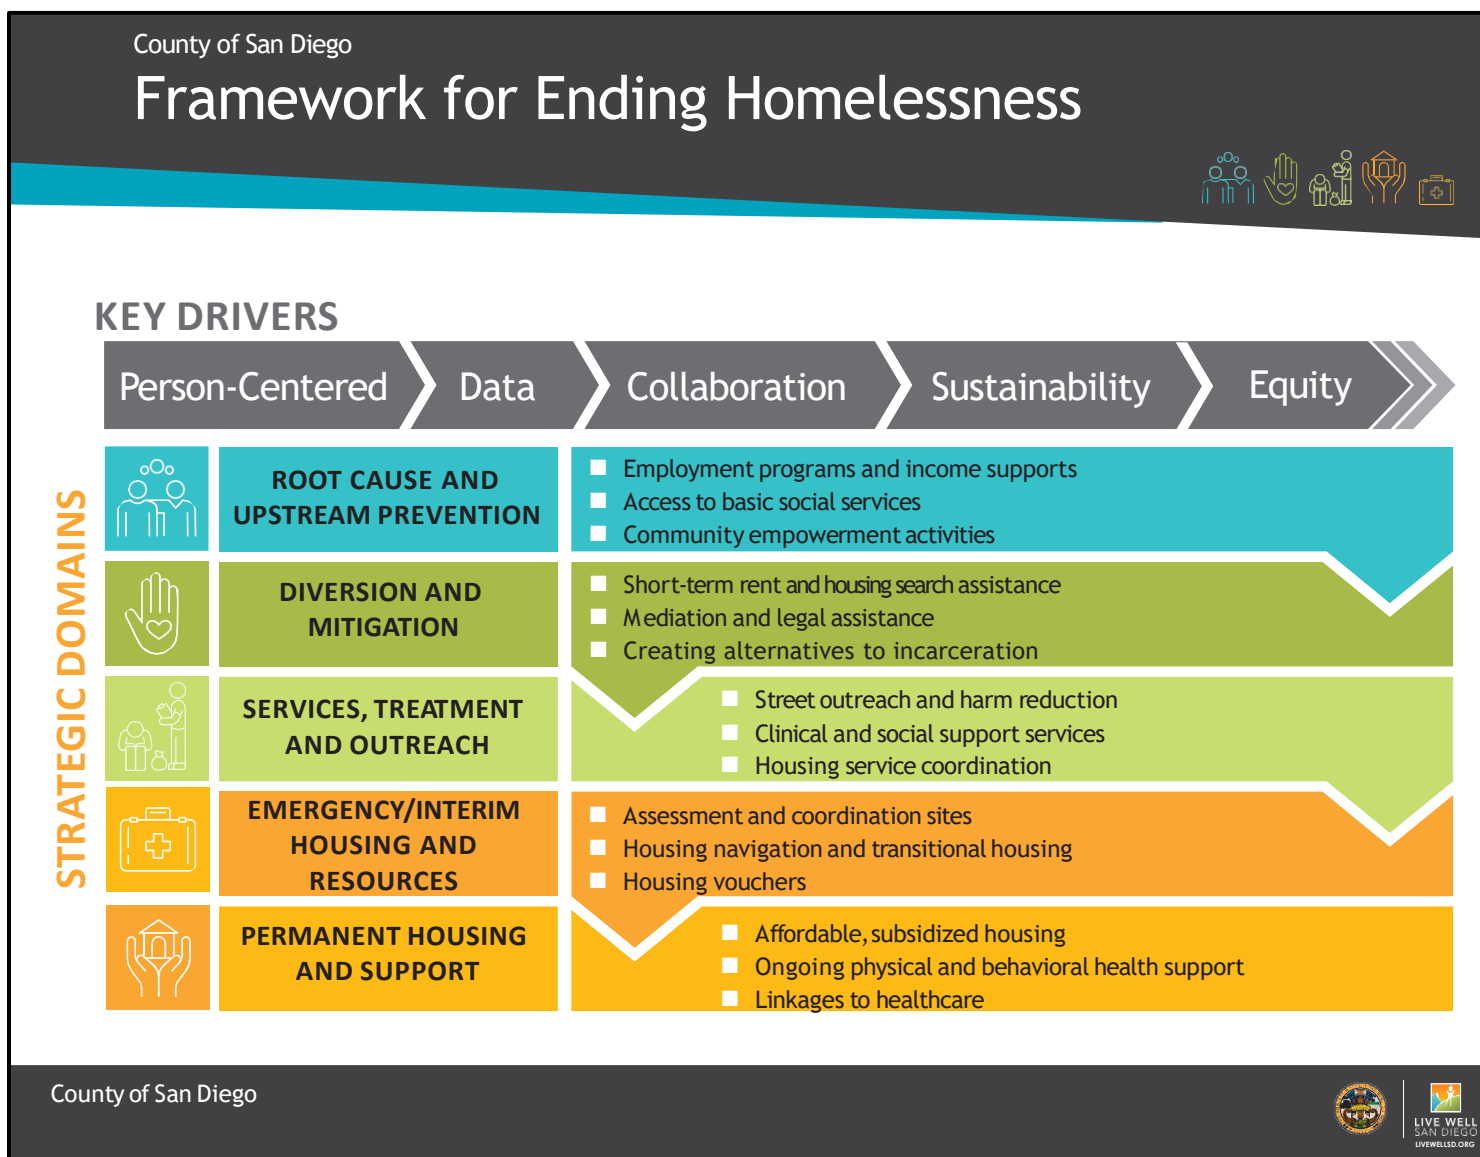 County of San Diego
Framework for Ending Homelessness
KEY DRIVERS
Person-Centered
Data
Collaboration
Sustainability
Equity
STRATEGIC DOMAINS
ROOT CAUSE AND
UPSTREAM PREVENTION
Employment programs and income supports
Access to basic social services
Community empowerment activities
DIVERSION AND
MITIGATION
Short-term rent and housing search assistance
Mediation and legal assistance
Creating alternatives to incarceration
SERVICES, TREATMENT
AND OUTREACH
Street outreach and harm reduction
Clinical and social support services
Housing service coordination
EMERGENCY/INTERIM
HOUSING AND
RESOURCES
Assessment and coordination sites
Housing navigation and transitional housing
Housing vouchers
PERMANENT HOUSING
AND SUPPORT
Affordable, subsidized housing
Ongoing physical and behavioral health support
Linkages to healthcare
County of San Diego
LIVE WELL
SAN DIEGO
LIVEWELLSD.ORG